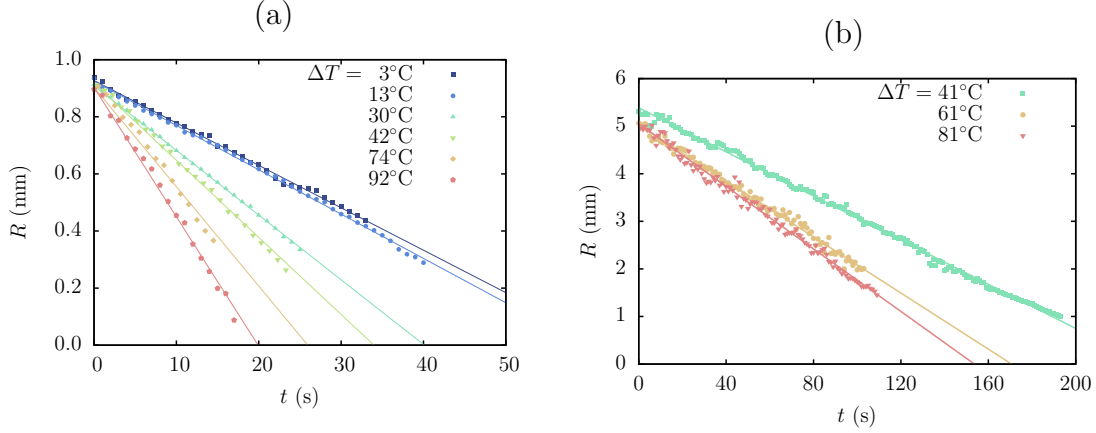 (a)
R (mm)
1.0
0.8
0.6
0.4
0.2
0.0
ΔT = 3°C
13°C
30°C
42°C
74°C
92°C
0 10 20 30 40 50
t (s)
(b)
R (mm)
6
5
4
3
2
1
0
ΔT = 41°C
61°C
81°C
0 40 80 120 160 200
t (s)